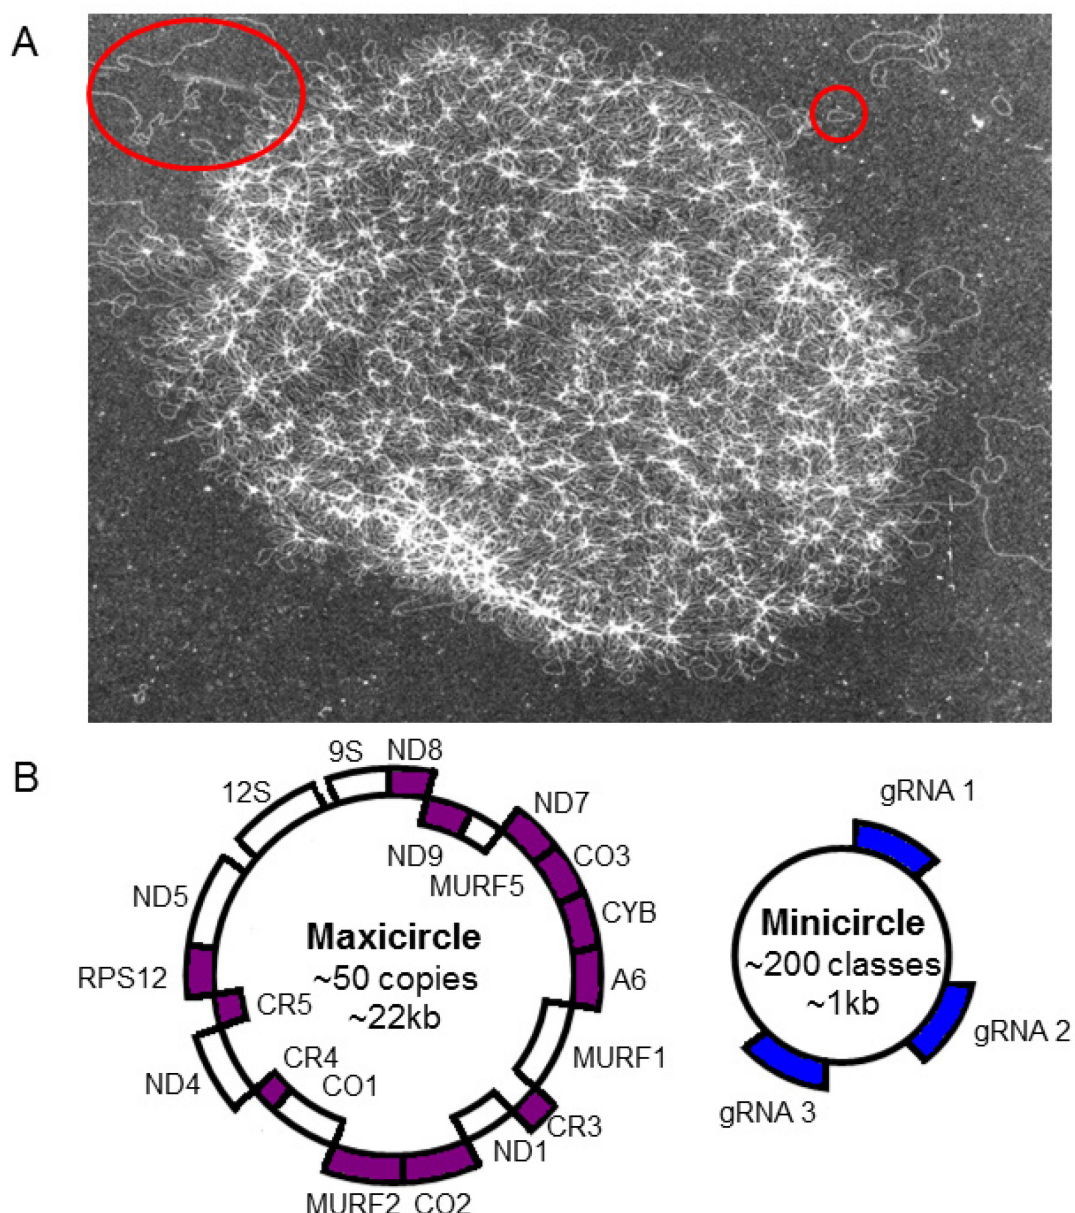 A
B
9S
ND8
12S
ND7
ND9
CO3
MURF5
ND5
CYB
Maxicircle
~50 copies
~22kb
RPS12
A6
CR5
MURF1
CR4
ND4
CO1
CR3
ND1
MURF2
CO2
gRNA 1
Minicircle
~200 classes
~1kb
gRNA 2
gRNA 3